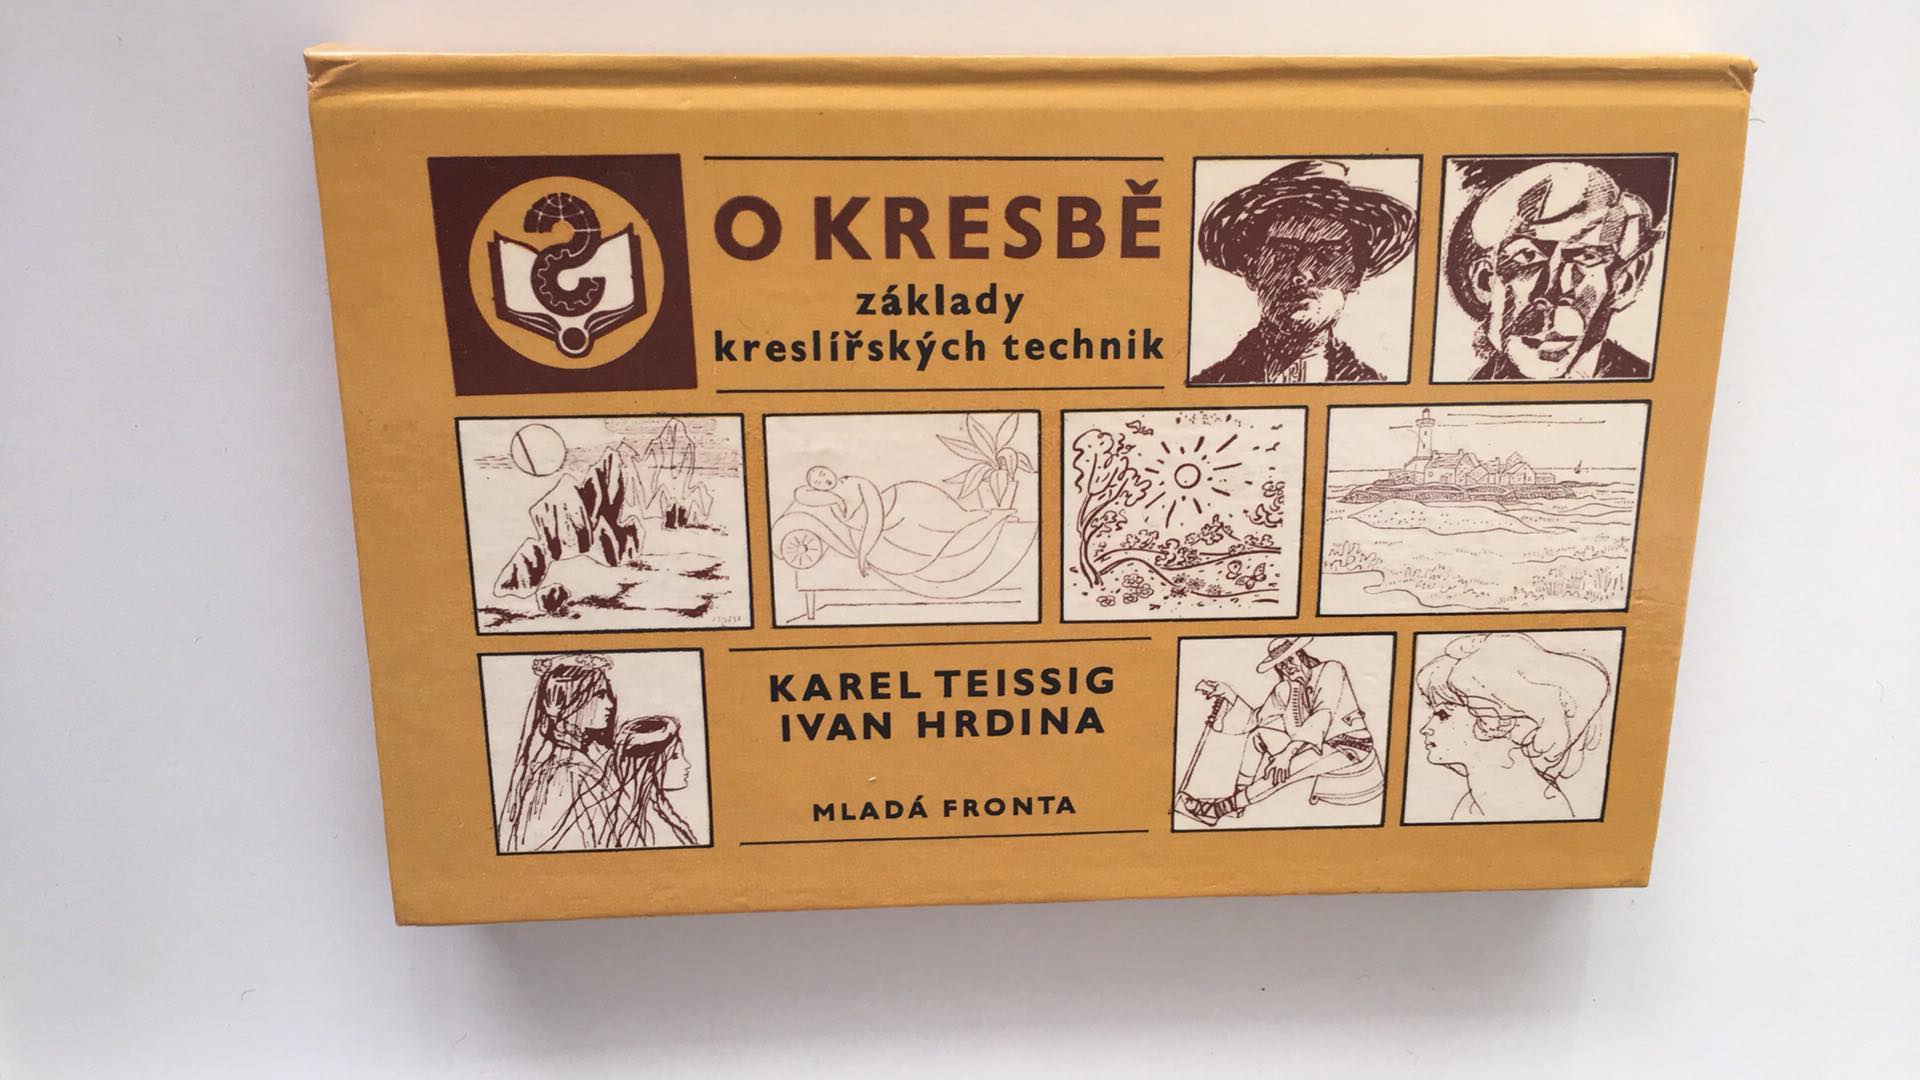 O KRESBĚ
základy
kreslířských technik
KAREL TEISSIG
IVAN HRDINA
MLADÁ FRONTA